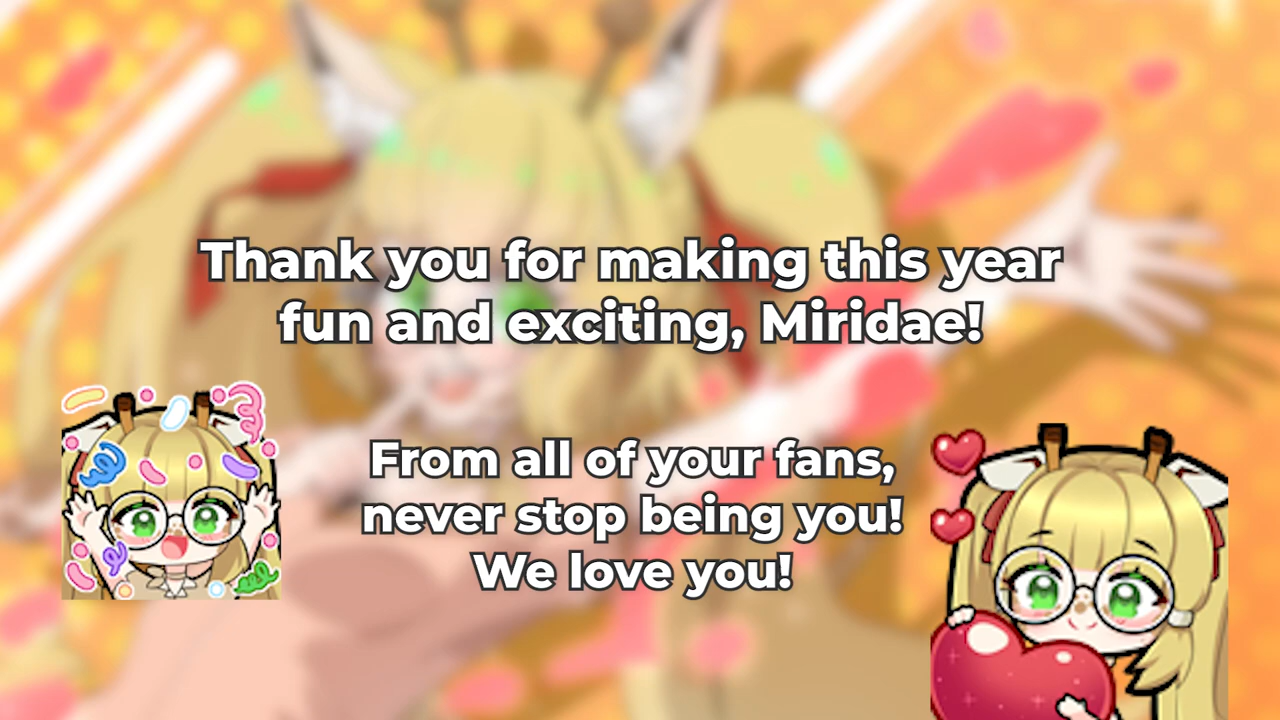 Thank you for making this year
fun and exciting, Miridae!
From all of your fans,
never stop being you!
We love you!